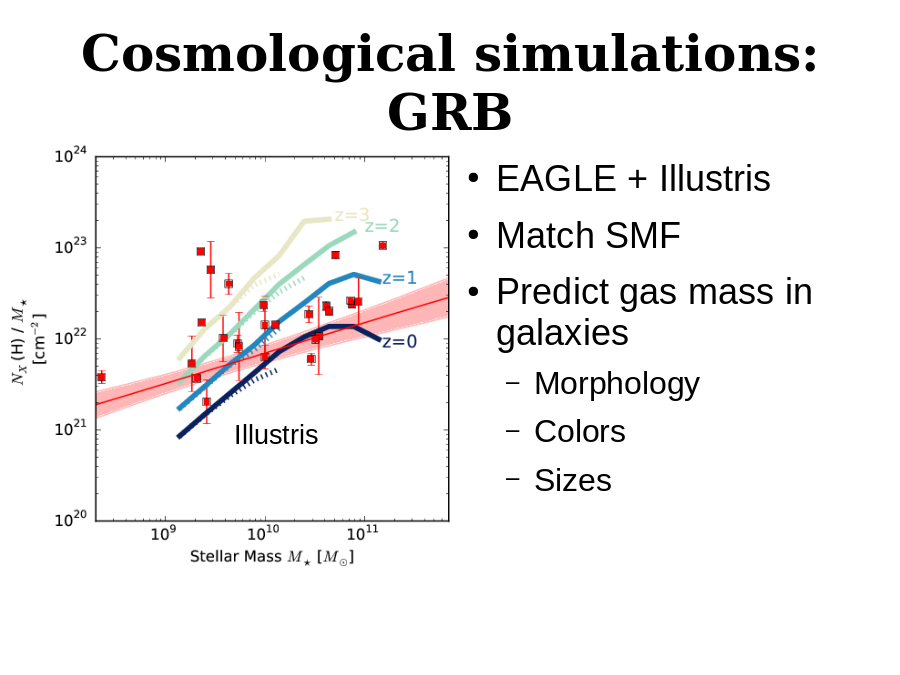 Cosmological simulations:
GRB
10^24
10^23
10^22
10^21
10^20
N_X (H) / M_⋆
[cm^−2]
z=3
z=2
z=1
z=0
Illustris
10^9 10^10 10^11
Stellar Mass M_⋆ [M_⊙]
• EAGLE + Illustris
• Match SMF
• Predict gas mass in
galaxies
– Morphology
– Colors
– Sizes